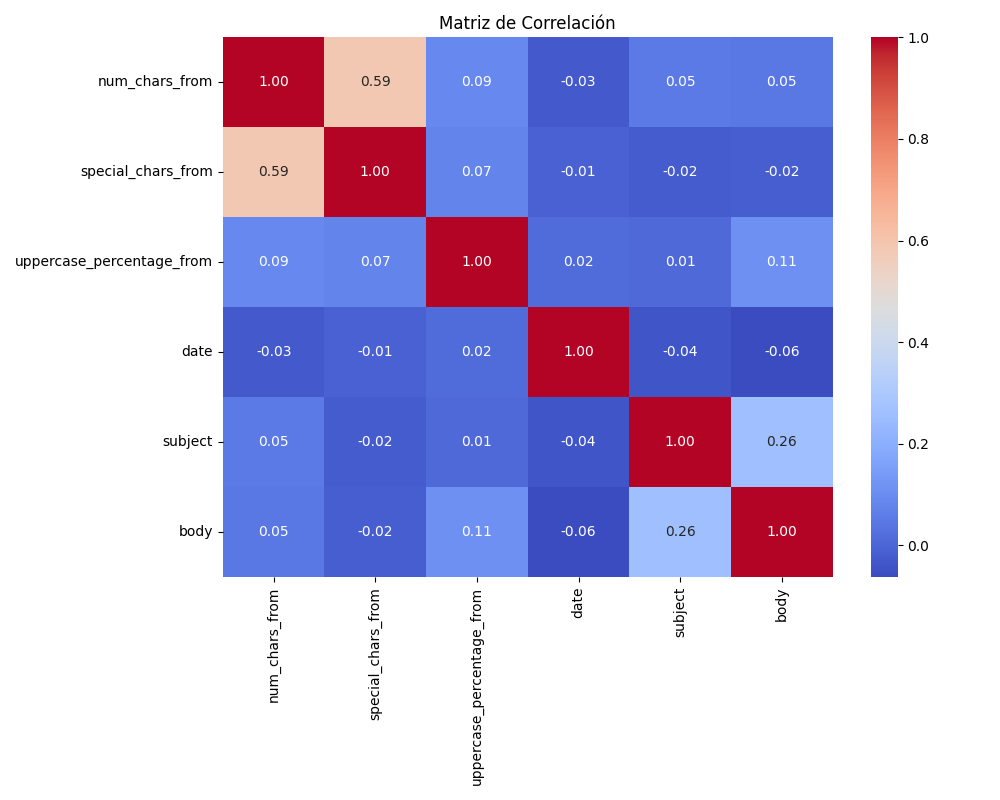 Matriz de Correlación
num_chars_from 1.00 0.59 0.09 -0.03 0.05 0.05
special_chars_from 0.59 1.00 0.07 -0.01 -0.02 -0.02
uppercase_percentage_from 0.09 0.07 1.00 0.02 0.01 0.11
date -0.03 -0.01 0.02 1.00 -0.04 -0.06
subject 0.05 -0.02 0.01 -0.04 1.00 0.26
body 0.05 -0.02 0.11 -0.06 0.26 1.00
num_chars_from
special_chars_from
uppercase_percentage_from
date
subject
body
1.0
0.8
0.6
0.4
0.2
0.0